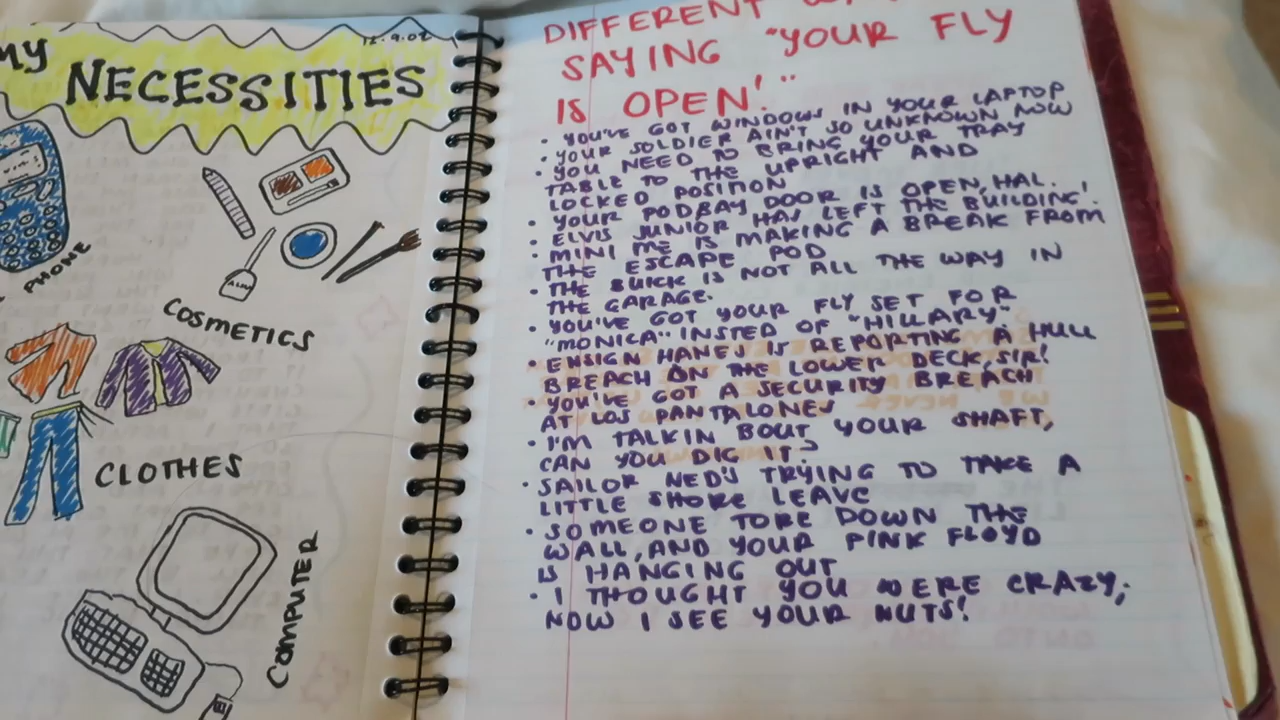 MY
NECESSITIES
PHONE
COSMETICS
CLOTHES
COMPUTER
DIFFERENT
SAYING "YOUR FLY
IS OPEN!"
• YOU'VE GOT WINDOWS IN YOUR LAPTOP
• YOUR SOLDIER AIN'T SO UNKNOWN NOW
• YOU NEED TO BRING YOUR TRAY
TABLE TO THE UPRIGHT AND
LOCKED POSITION
• YOUR PODBAY DOOR IS OPEN, HAL.
• ELVIS JUNIOR HAS LEFT THE BUILDING!
• MINI ME IS MAKING A BREAK FROM
THE ESCAPE POD
• THE BUICK IS NOT ALL THE WAY IN
THE GARAGE.
• YOU'VE GOT YOUR FLY SET FOR
"MONICA" INSTED OF "HILLARY"
• ENSIGN HANES IS REPORTING A HULL
BREACH ON THE LOWER DECK, SIR!
• YOU'VE GOT A SECURITY BREACH
AT LOS PANTALONES
• I'M TALKIN BOUT YOUR SHAFT,
CAN YOU DIG IT?
• SAILOR NED'S TRYING TO TAKE A
LITTLE SHORE LEAVE
• SOMEONE TORE DOWN THE
WALL, AND YOUR PINK FLOYD
IS HANGING OUT
• I THOUGHT YOU WERE CRAZY;
NOW I SEE YOUR NUTS!